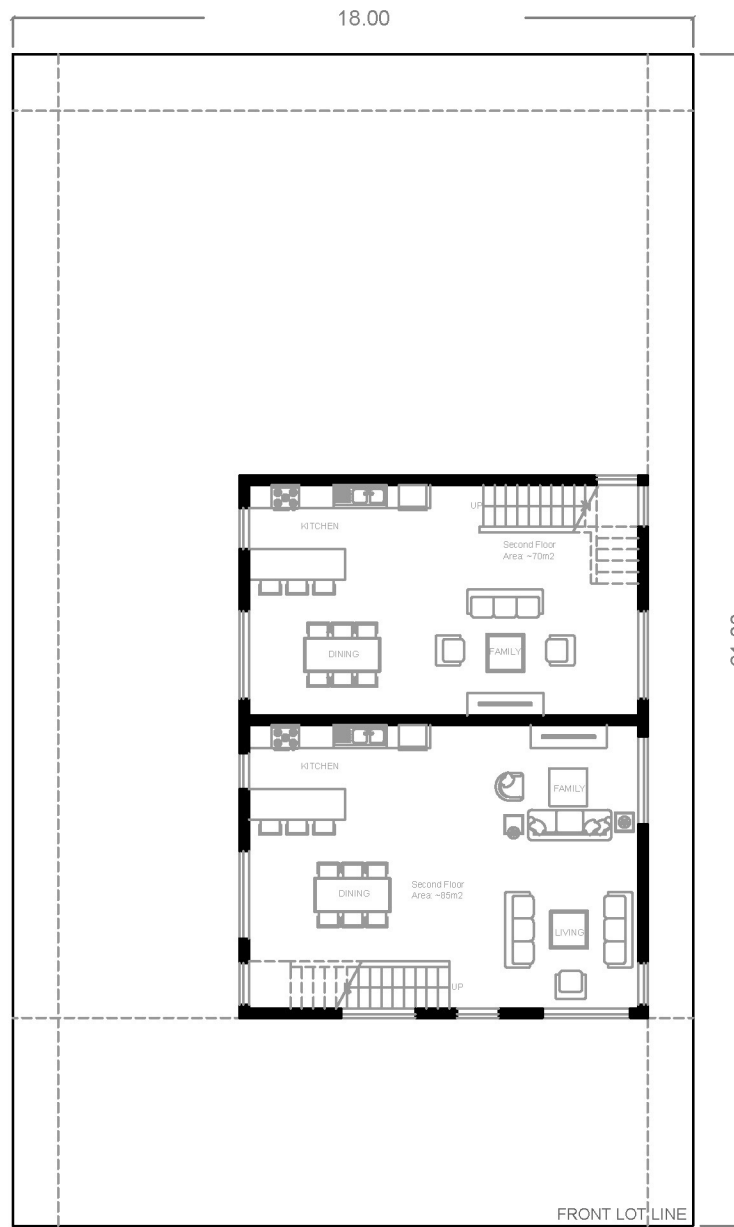 18.00
UP
KITCHEN
Second Floor
Area: ~70m2
DINING
FAMILY
KITCHEN
FAMILY
DINING
Second Floor
Area: ~85m2
LIVING
UP
FRONT LOT LINE